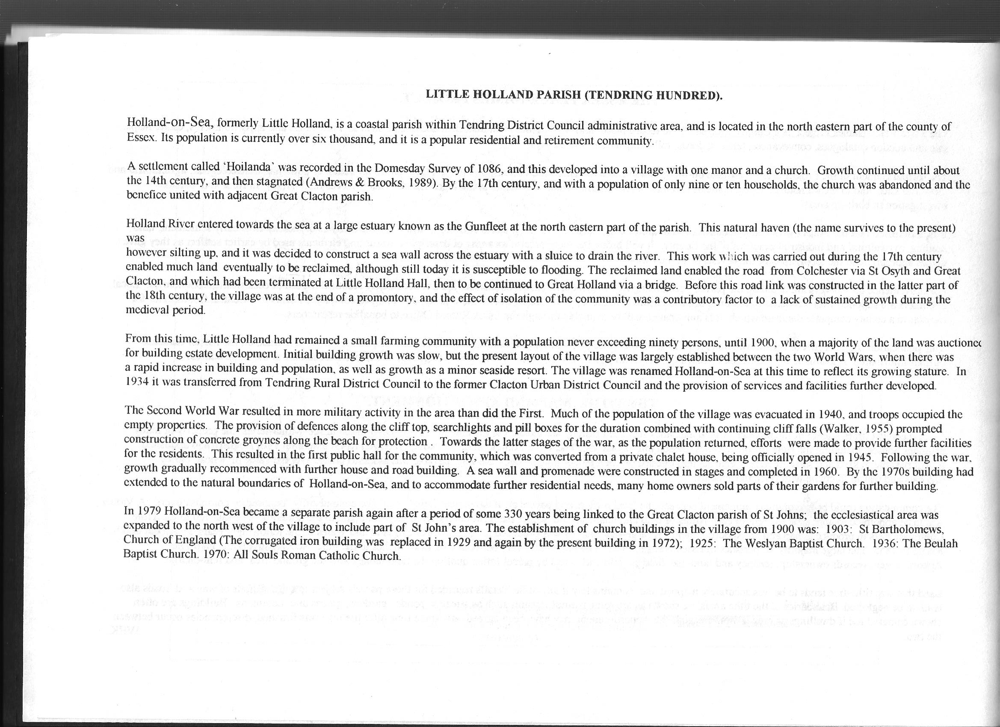 LITTLE HOLLAND PARISH (TENDRING HUNDRED).
Holland-on-Sea, formerly Little Holland, is a coastal parish within Tendring District Council administrative area, and is located in the north eastern part of the county of
Essex. Its population is currently over six thousand, and it is a popular residential and retirement community.
A settlement called ‘Hoilanda’ was recorded in the Domesday Survey of 1086, and this developed into a village with one manor and a church. Growth continued until about
the 14th century, and then stagnated (Andrews & Brooks, 1989). By the 17th century, and with a population of only nine or ten households, the church was abandoned and the
benefice united with adjacent Great Clacton parish.
Holland River entered towards the sea at a large estuary known as the Gunfleet at the north eastern part of the parish. This natural haven (the name survives to the present)
was
however silting up, and it was decided to construct a sea wall across the estuary with a sluice to drain the river. This work which was carried out during the 17th century
enabled much land eventually to be reclaimed, although still today it is susceptible to flooding. The reclaimed land enabled the road from Colchester via St Osyth and Great
Clacton, and which had been terminated at Little Holland Hall, then to be continued to Great Holland via a bridge. Before this road link was constructed in the latter part of
the 18th century, the village was at the end of a promontory, and the effect of isolation of the community was a contributory factor to a lack of sustained growth during the
medieval period.
From this time, Little Holland had remained a small farming community with a population never exceeding ninety persons, until 1900, when a majority of the land was auctioned
for building estate development. Initial building growth was slow, but the present layout of the village was largely established between the two World Wars, when there was
a rapid increase in building and population, as well as growth as a minor seaside resort. The village was renamed Holland-on-Sea at this time to reflect its growing stature. In
1934 it was transferred from Tendring Rural District Council to the former Clacton Urban District Council and the provision of services and facilities further developed.
The Second World War resulted in more military activity in the area than did the First. Much of the population of the village was evacuated in 1940, and troops occupied the
empty properties. The provision of defences along the cliff top, searchlights and pill boxes for the duration combined with continuing cliff falls (Walker, 1955) prompted
construction of concrete groynes along the beach for protection . Towards the latter stages of the war, as the population returned, efforts were made to provide further facilities
for the residents. This resulted in the first public hall for the community, which was converted from a private chalet house, being officially opened in 1945. Following the war,
growth gradually recommenced with further house and road building. A sea wall and promenade were constructed in stages and completed in 1960. By the 1970s building had
extended to the natural boundaries of Holland-on-Sea, and to accommodate further residential needs, many home owners sold parts of their gardens for further building.
In 1979 Holland-on-Sea became a separate parish again after a period of some 330 years being linked to the Great Clacton parish of St Johns; the ecclesiastical area was
expanded to the north west of the village to include part of St John’s area. The establishment of church buildings in the village from 1900 was: 1903: St Bartholomews,
Church of England (The corrugated iron building was replaced in 1929 and again by the present building in 1972); 1925: The Weslyan Baptist Church. 1936: The Beulah
Baptist Church. 1970: All Souls Roman Catholic Church.